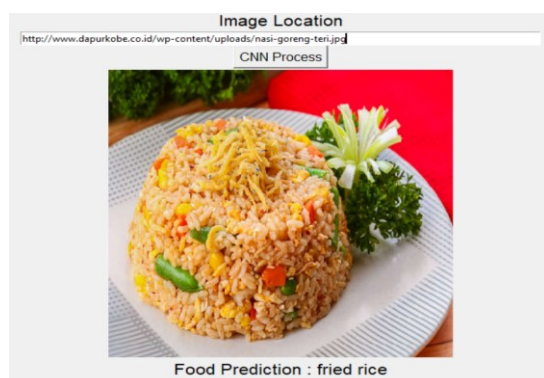 Image Location
http://www.dapurkobe.co.id/wp-content/uploads/nasi-goreng-teri.jpg
CNN Process
Food Prediction : fried rice